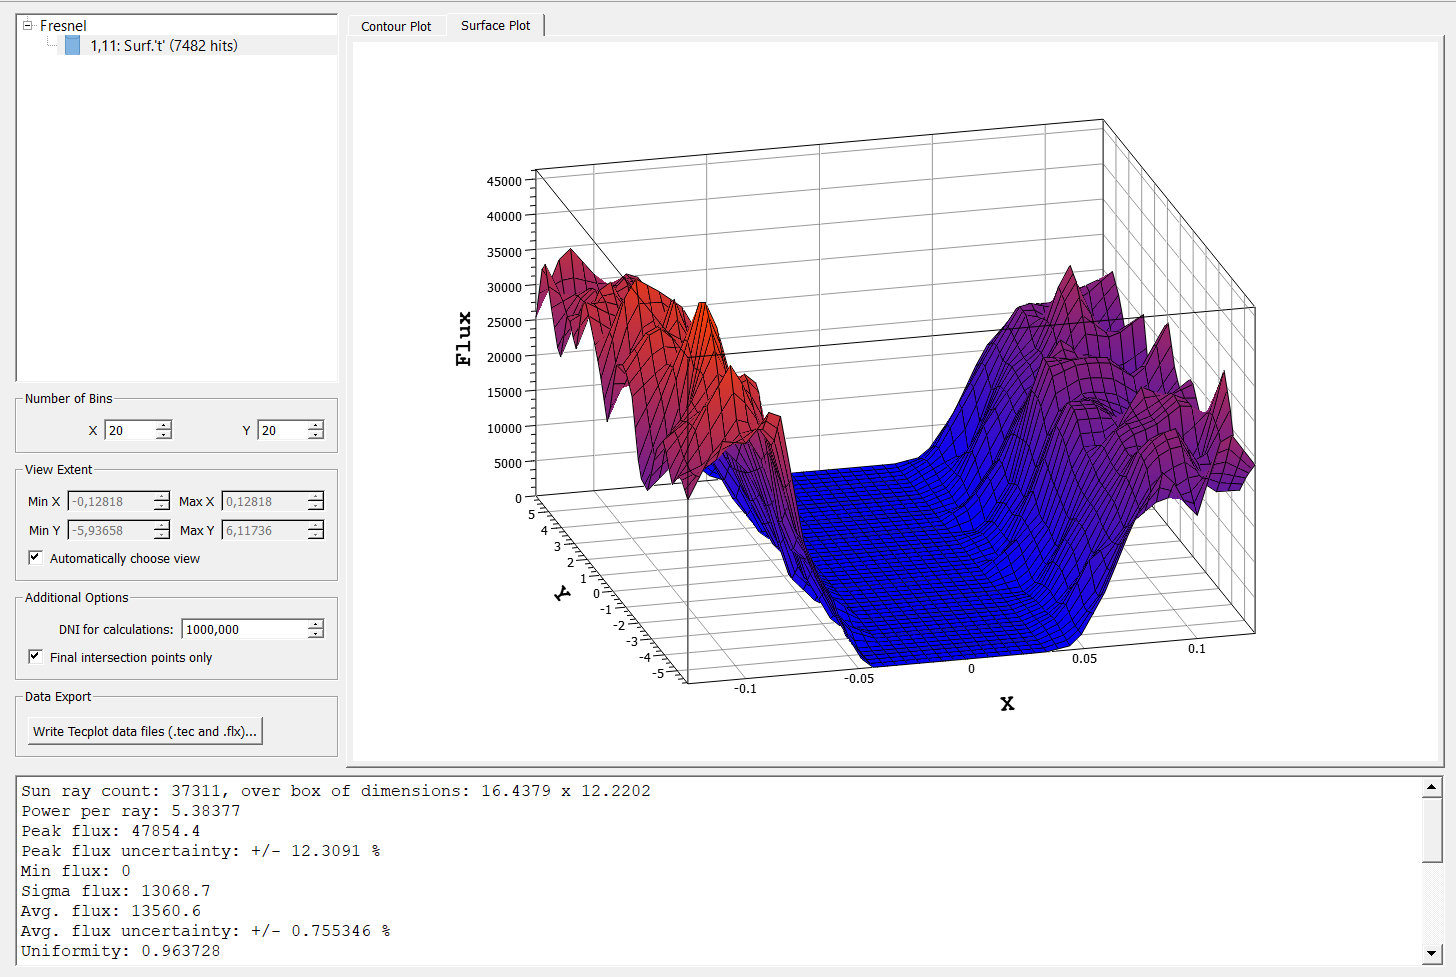 Fresnel
1,11: Surf.'t' (7482 hits)
Number of Bins
X 20 Y 20
View Extent
Min X -0,12818 Max X 0,12818
Min Y -5,93658 Max Y 6,11736
Automatically choose view
Additional Options
DNI for calculations: 1000,000
Final intersection points only
Data Export
Write Tecplot data files (.tec and .flx)...
Contour Plot
Surface Plot
Flux
45000
40000
35000
30000
25000
20000
15000
10000
5000
0
5
4
3
2
1
0
-1
-2
-3
-4
-5
Y
-0.1
-0.05
0
0.05
0.1
X
Sun ray count: 37311, over box of dimensions: 16.4379 x 12.2202
Power per ray: 5.38377
Peak flux: 47854.4
Peak flux uncertainty: +/- 12.3091 %
Min flux: 0
Sigma flux: 13068.7
Avg. flux: 13560.6
Avg. flux uncertainty: +/- 0.755346 %
Uniformity: 0.963728